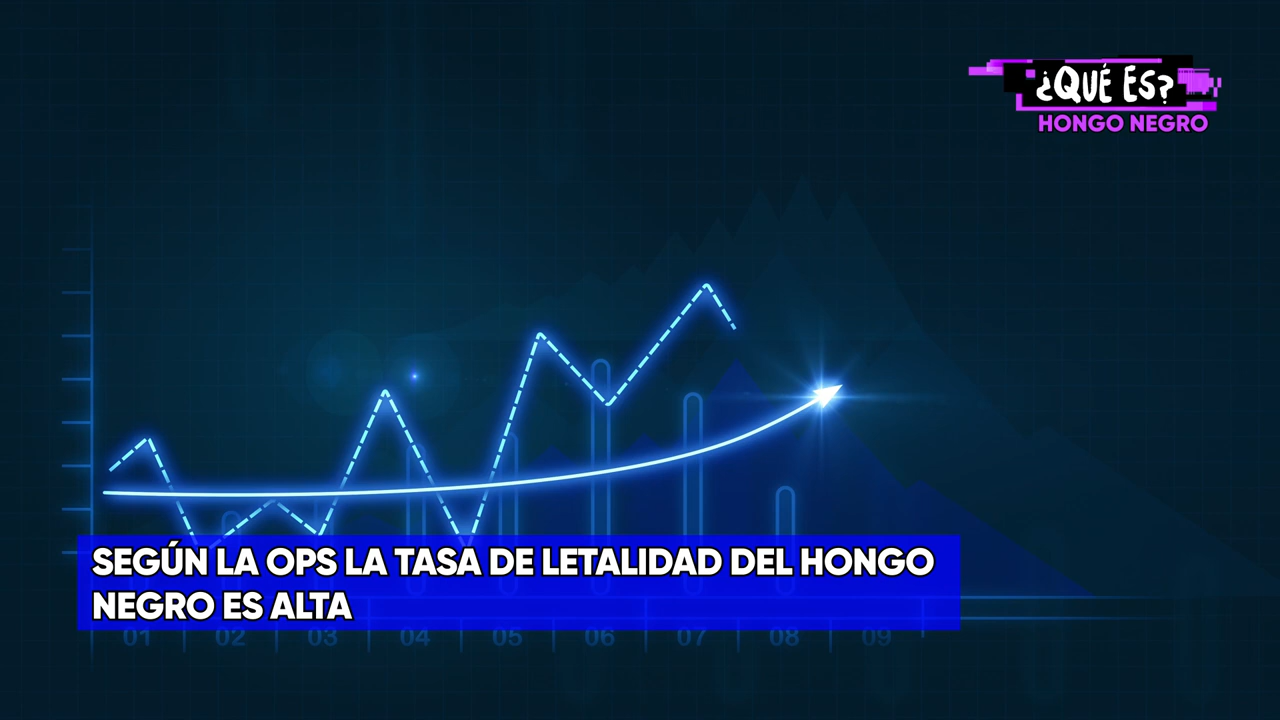 ¿QUÉ ES?
HONGO NEGRO
SEGÚN LA OPS LA TASA DE LETALIDAD DEL HONGO
NEGRO ES ALTA
01 02 03 04 05 06 07 08 09